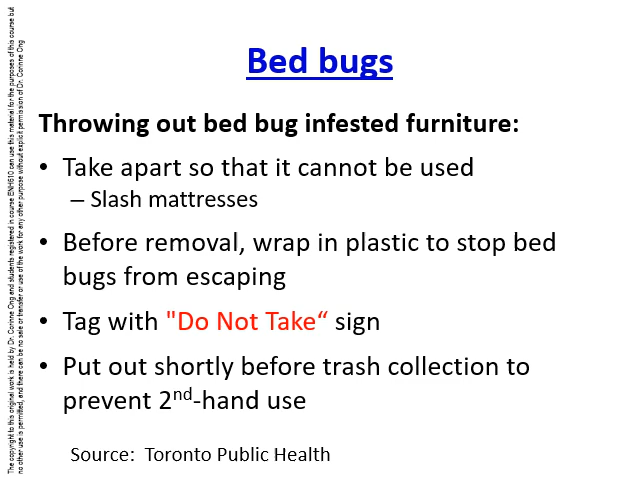 Bed bugs
Throwing out bed bug infested furniture:
• Take apart so that it cannot be used
– Slash mattresses
• Before removal, wrap in plastic to stop bed
bugs from escaping
• Tag with "Do Not Take“ sign
• Put out shortly before trash collection to
prevent 2nd-hand use
Source: Toronto Public Health
The copyright to this original work is held by Dr. Corinne Ong and students registered in course ENH610 can use this material for the purposes of this course but
no other use is permitted, and there can be no sale or transfer or use of the work for any other purpose without explicit permission of Dr. Corinne Ong